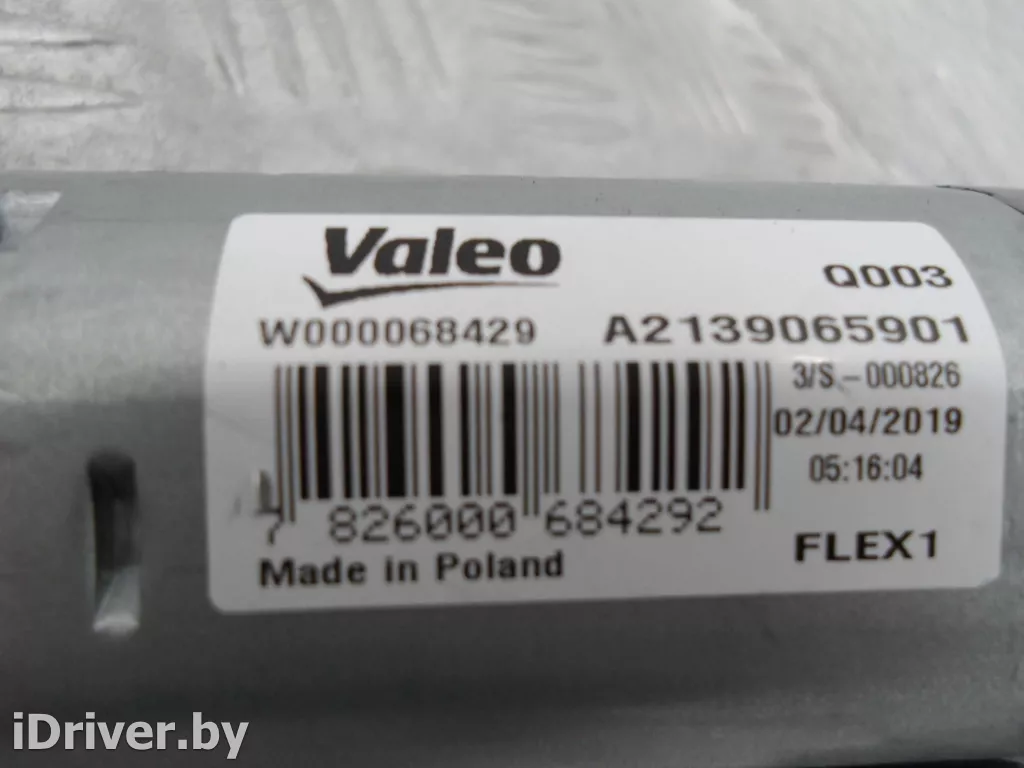 Valeo
Q003
W000068429 A2139065901
3/S.-000826
02/04/2019
05:16:04
7 826000 684292
FLEX1
Made in Poland
iDriver.by